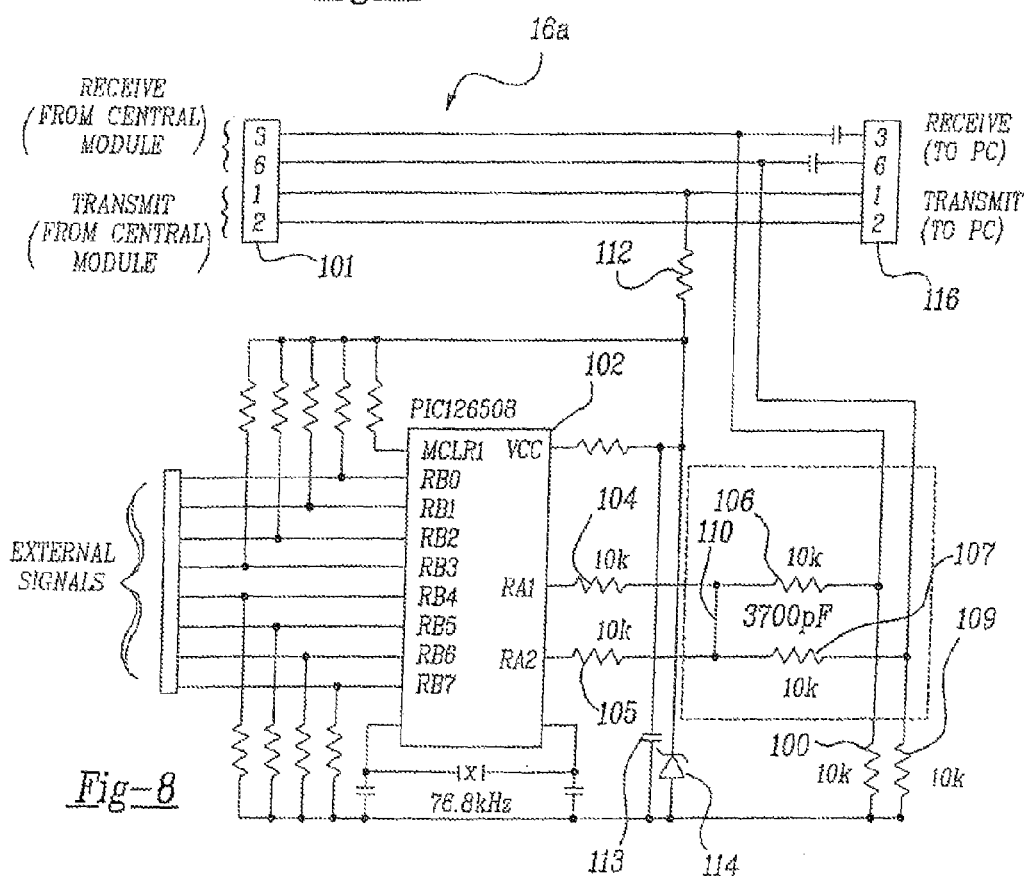 16a
RECEIVE
(FROM CENTRAL)
MODULE
3
6
TRANSMIT
(FROM CENTRAL)
MODULE
1
2
101
3
6
1
2
RECEIVE
(TO PC)
TRANSMIT
(TO PC)
116
112
102
PIC126508
MCLR1
VCC
RB0
RB1
RB2
RB3
RB4
RB5
RB6
RB7
RA1
RA2
EXTERNAL
SIGNALS
104
10k
10k
105
110
106
10k
3700pF
10k
107
109
100
10k
10k
X
76.8kHz
113
114
Fig-8